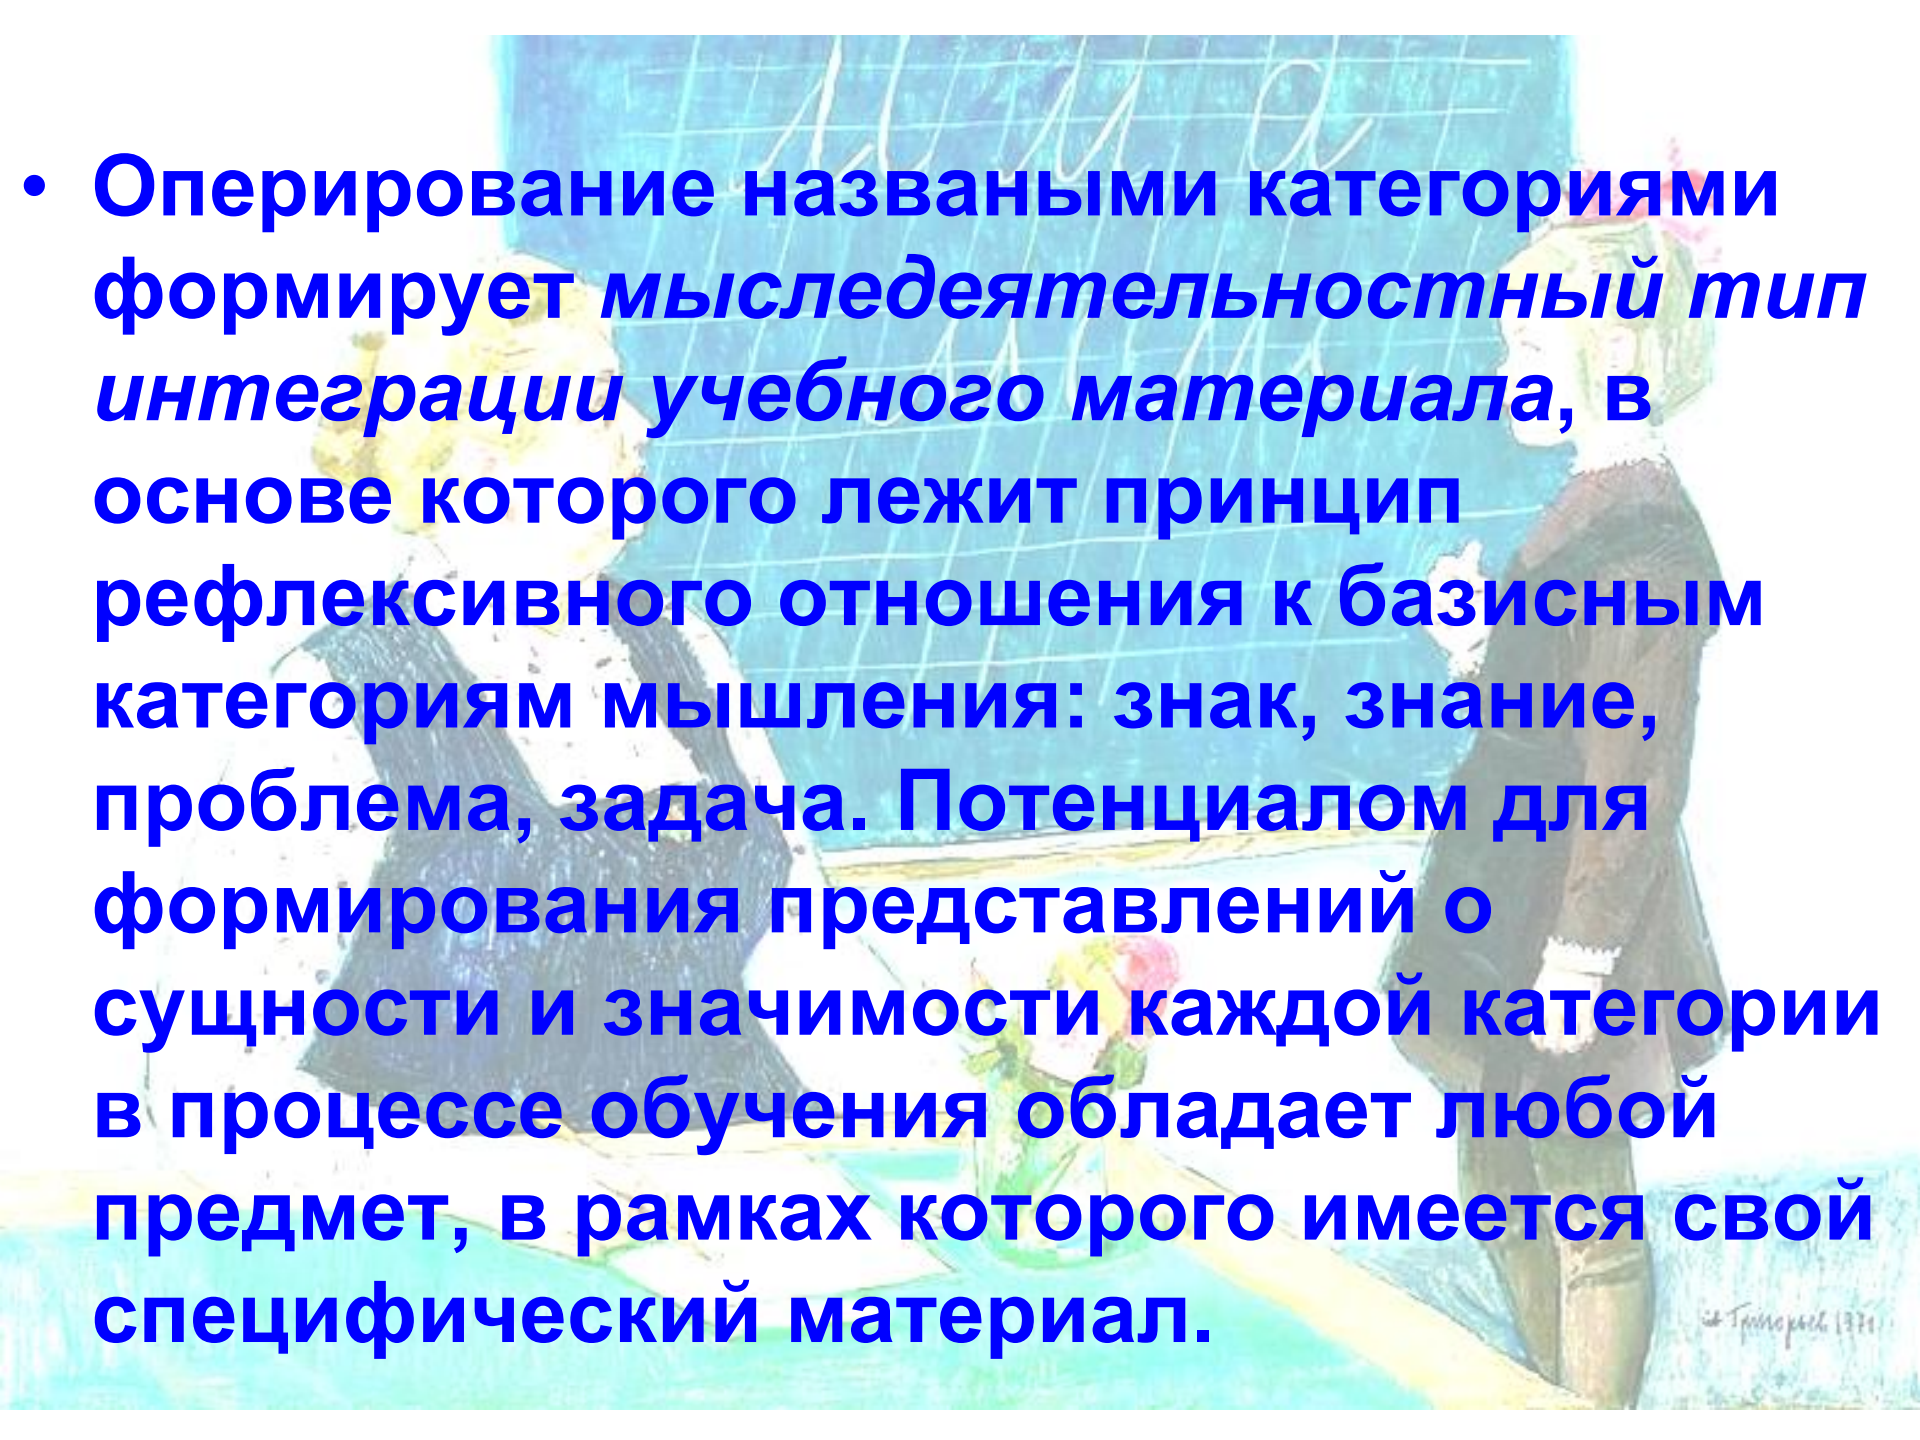 • Оперирование назваными категориями
формирует мыследеятельностный тип
интеграции учебного материала, в
основе которого лежит принцип
рефлексивного отношения к базисным
категориям мышления: знак, знание,
проблема, задача. Потенциалом для
формирования представлений о
сущности и значимости каждой категории
в процессе обучения обладает любой
предмет, в рамках которого имеется свой
специфический материал.